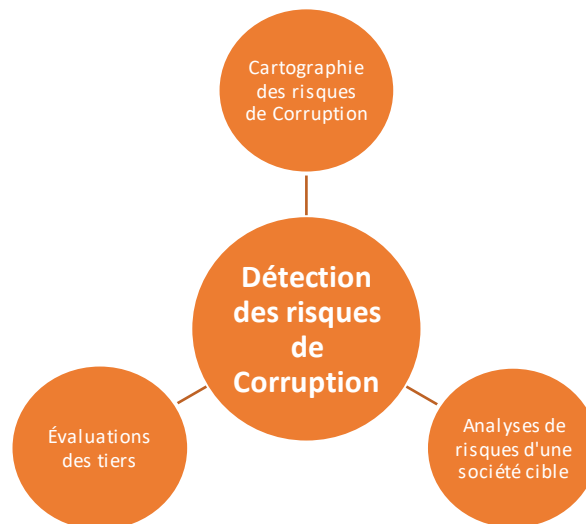 Cartographie
des risques
de Corruption
Détection
des risques
de
Corruption
Évaluations
des tiers
Analyses de
risques d'une
société cible